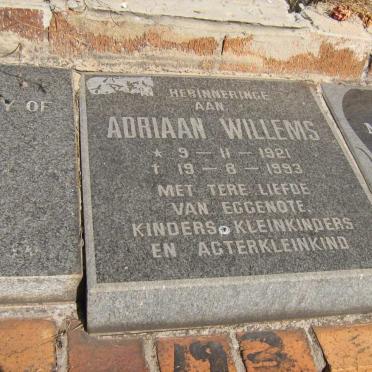 Y OF
HERINNERINGE
AAN
ADRIAAN WILLEMS
* 9 – 11 – 1921
† 19 – 8 – 1993
MET TERE LIEFDE
VAN EGGENOTE,
KINDERS, KLEINKINDERS
EN AGTERKLEINKIND